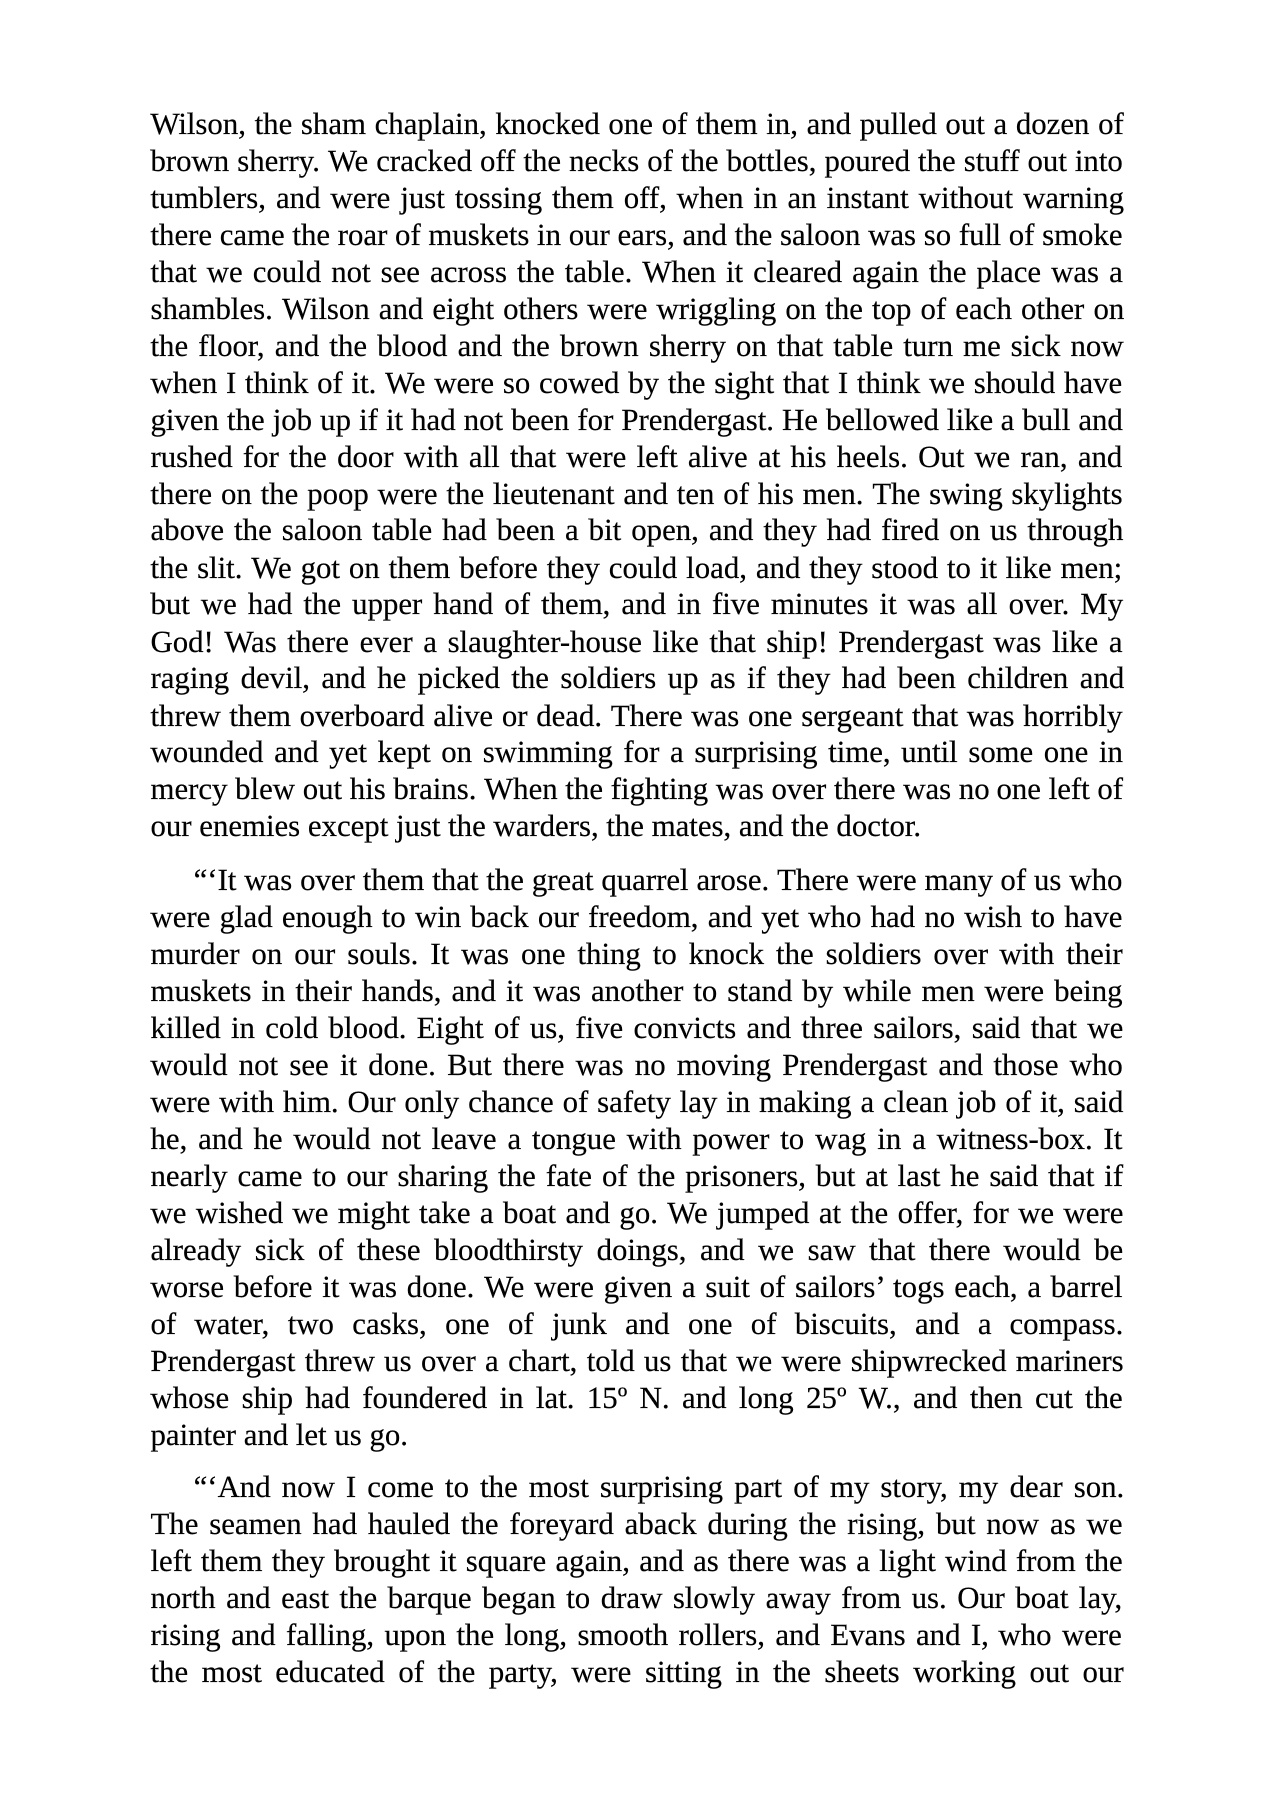 Wilson, the sham chaplain, knocked one of them in, and pulled out a dozen of
brown sherry. We cracked off the necks of the bottles, poured the stuff out into
tumblers, and were just tossing them off, when in an instant without warning
there came the roar of muskets in our ears, and the saloon was so full of smoke
that we could not see across the table. When it cleared again the place was a
shambles. Wilson and eight others were wriggling on the top of each other on
the floor, and the blood and the brown sherry on that table turn me sick now
when I think of it. We were so cowed by the sight that I think we should have
given the job up if it had not been for Prendergast. He bellowed like a bull and
rushed for the door with all that were left alive at his heels. Out we ran, and
there on the poop were the lieutenant and ten of his men. The swing skylights
above the saloon table had been a bit open, and they had fired on us through
the slit. We got on them before they could load, and they stood to it like men;
but we had the upper hand of them, and in five minutes it was all over. My
God! Was there ever a slaughter-house like that ship! Prendergast was like a
raging devil, and he picked the soldiers up as if they had been children and
threw them overboard alive or dead. There was one sergeant that was horribly
wounded and yet kept on swimming for a surprising time, until some one in
mercy blew out his brains. When the fighting was over there was no one left of
our enemies except just the warders, the mates, and the doctor.
“‘It was over them that the great quarrel arose. There were many of us who
were glad enough to win back our freedom, and yet who had no wish to have
murder on our souls. It was one thing to knock the soldiers over with their
muskets in their hands, and it was another to stand by while men were being
killed in cold blood. Eight of us, five convicts and three sailors, said that we
would not see it done. But there was no moving Prendergast and those who
were with him. Our only chance of safety lay in making a clean job of it, said
he, and he would not leave a tongue with power to wag in a witness-box. It
nearly came to our sharing the fate of the prisoners, but at last he said that if
we wished we might take a boat and go. We jumped at the offer, for we were
already sick of these bloodthirsty doings, and we saw that there would be
worse before it was done. We were given a suit of sailors’ togs each, a barrel
of water, two casks, one of junk and one of biscuits, and a compass.
Prendergast threw us over a chart, told us that we were shipwrecked mariners
whose ship had foundered in lat. 15º N. and long 25º W., and then cut the
painter and let us go.
“‘And now I come to the most surprising part of my story, my dear son.
The seamen had hauled the foreyard aback during the rising, but now as we
left them they brought it square again, and as there was a light wind from the
north and east the barque began to draw slowly away from us. Our boat lay,
rising and falling, upon the long, smooth rollers, and Evans and I, who were
the most educated of the party, were sitting in the sheets working out our